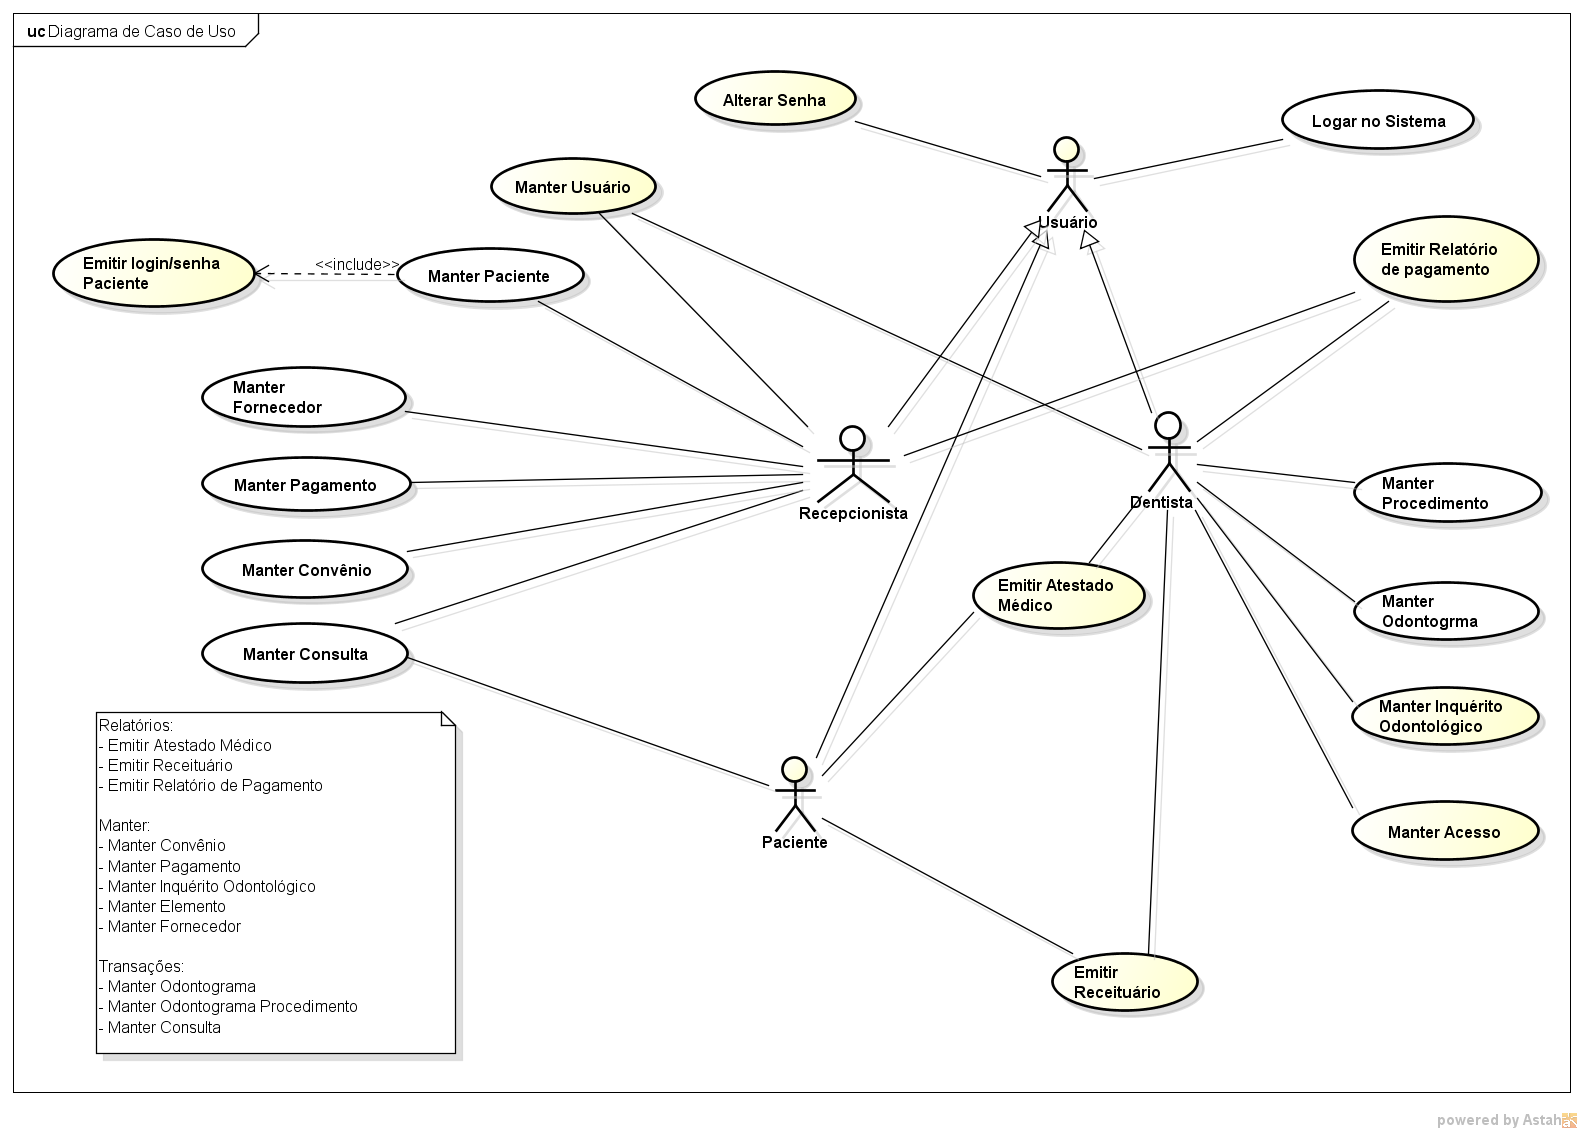 uc Diagrama de Caso de Uso
Alterar Senha
Logar no Sistema
Manter Usuário
Usuário
Emitir login/senha
Paciente
<<include>>
Manter Paciente
Emitir Relatório
de pagamento
Manter
Fornecedor
Manter Pagamento
Recepcionista
Dentista
Manter
Procedimento
Manter Convênio
Emitir Atestado
Médico
Manter
Odontogrma
Manter Consulta
Manter Inquérito
Odontológico
Paciente
Manter Acesso
Emitir
Receituário
Relatórios:
- Emitir Atestado Médico
- Emitir Receituário
- Emitir Relatório de Pagamento
Manter:
- Manter Convênio
- Manter Pagamento
- Manter Inquérito Odontológico
- Manter Elemento
- Manter Fornecedor
Transações:
- Manter Odontograma
- Manter Odontograma Procedimento
- Manter Consulta
powered by Astah